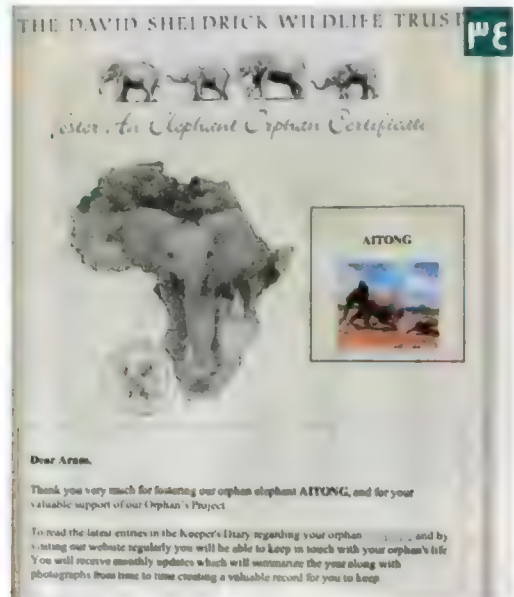 THE DAVID SHELDRICK WILDLIFE TRUST
٣٤
Foster An Elephant Orphan Certificate
AITONG
Dear Aram,
Thank you very much for fostering our orphan elephant AITONG, and for your
valuable support of our Orphan's Project
To read the latest entries in the Keeper's Diary regarding your orphan and by
visiting our website regularly you will be able to keep in touch with your orphan's life
You will receive monthly updates which will summarize the year along with
photographs from time to time creating a valuable record for you to keep